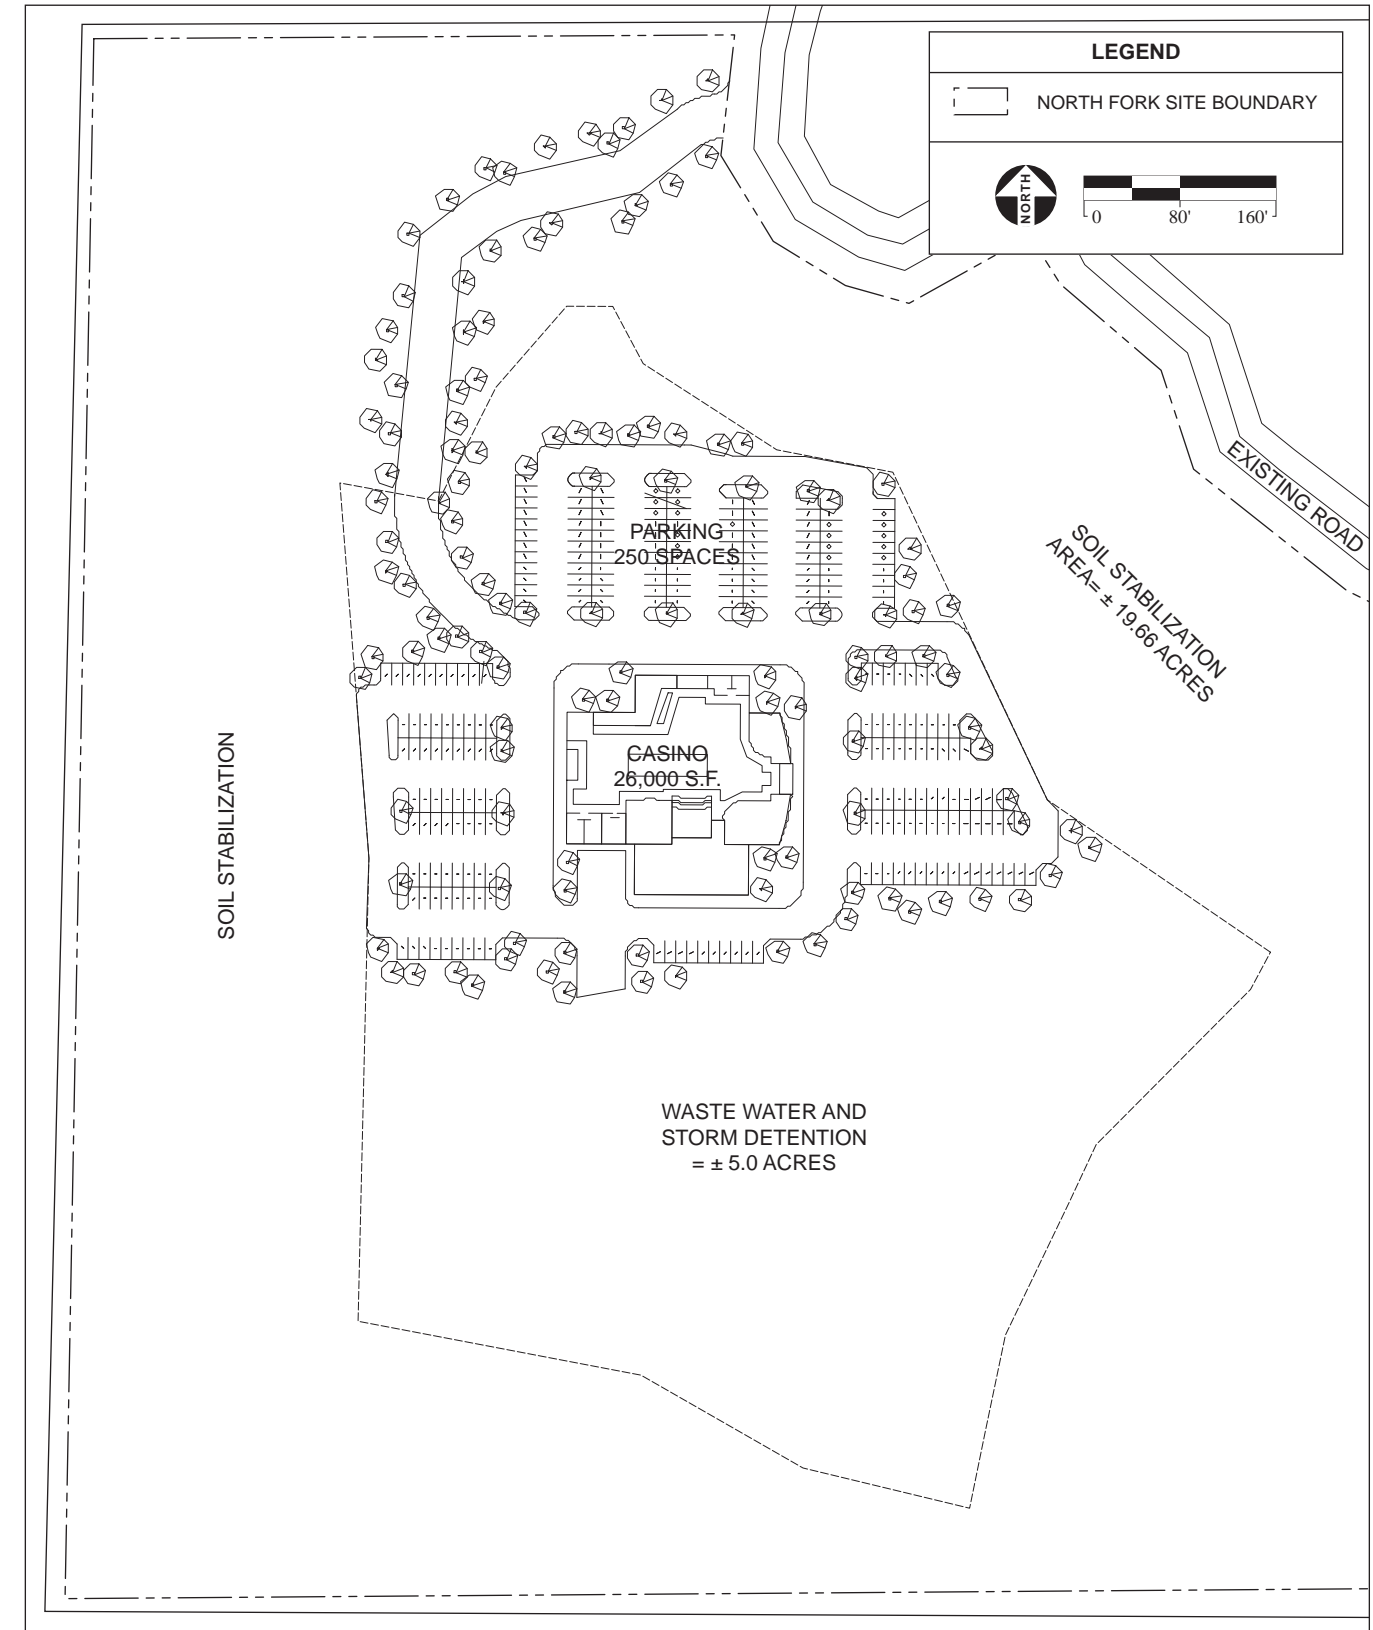 LEGEND
NORTH FORK SITE BOUNDARY
NORTH
0 80' 160'
EXISTING ROAD
SOIL STABILIZATION
AREA= ± 19.66 ACRES
PARKING
250 SPACES
CASINO
26,000 S.F.
SOIL STABILIZATION
WASTE WATER AND
STORM DETENTION
= ± 5.0 ACRES